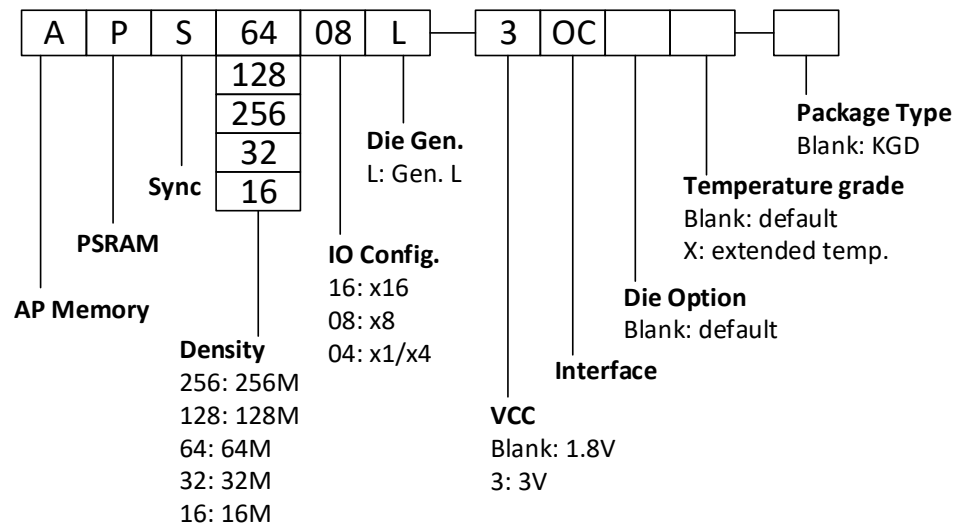 A P S 64 08 L 3 OC
128
256
32
16
Sync
PSRAM
AP Memory
Density
256: 256M
128: 128M
64: 64M
32: 32M
16: 16M
IO Config.
16: x16
08: x8
04: x1/x4
Die Gen.
L: Gen. L
VCC
Blank: 1.8V
3: 3V
Interface
Die Option
Blank: default
Temperature grade
Blank: default
X: extended temp.
Package Type
Blank: KGD